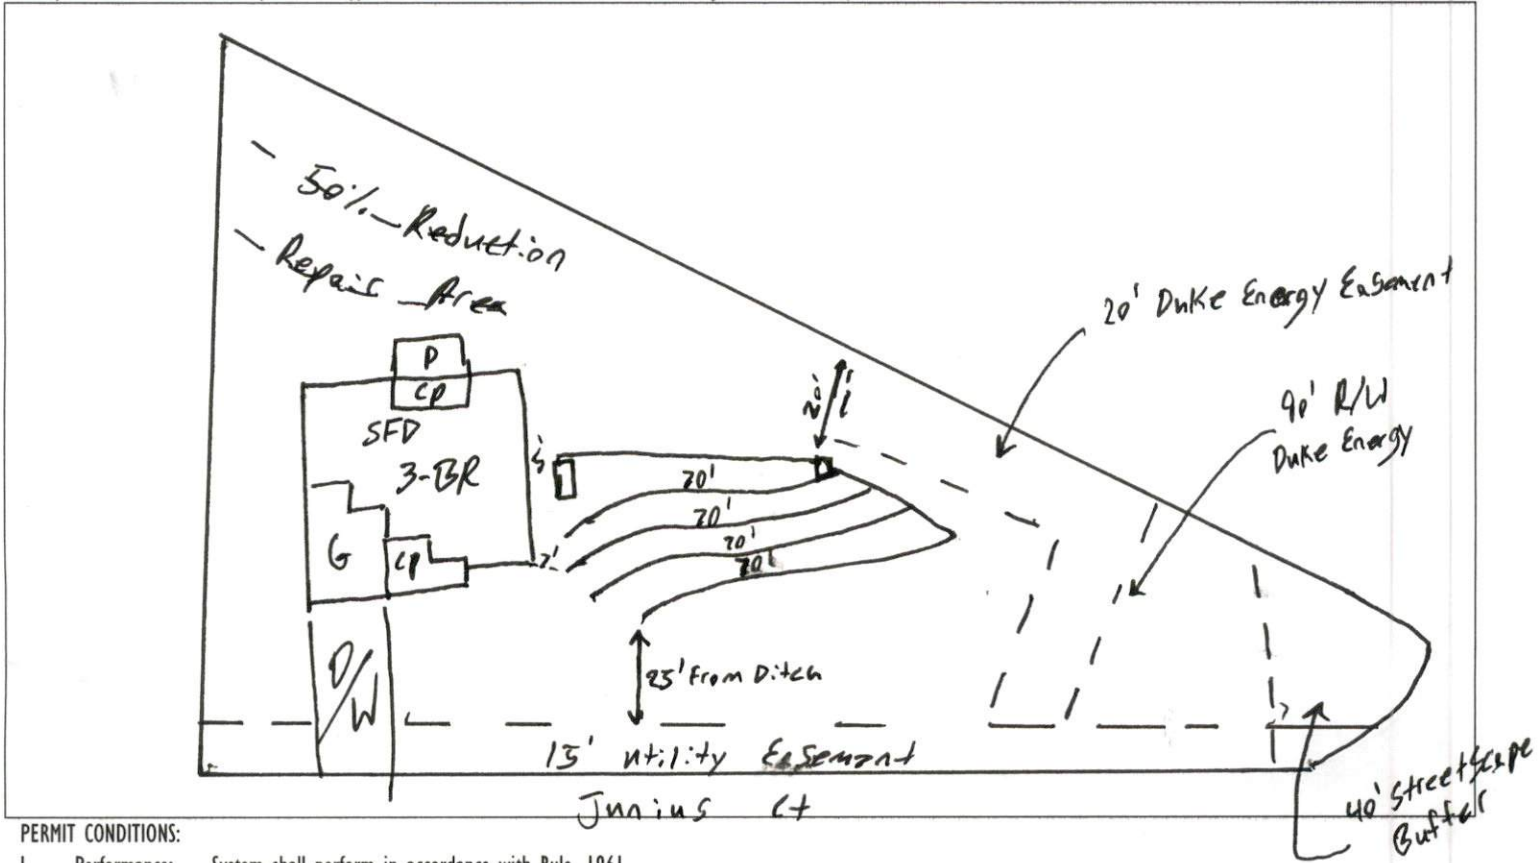 50% Reduction
Repair Area
P
CP
SFD
3-BR
G
CP
D/W
5'
20'
70'
70'
70'
70'
7'
25' From Ditch
20' Duke Energy Easement
90' R/W
Duke Energy
15' utility Easement
Junius Ct
40' StreetScape
Buffer
PERMIT CONDITIONS: